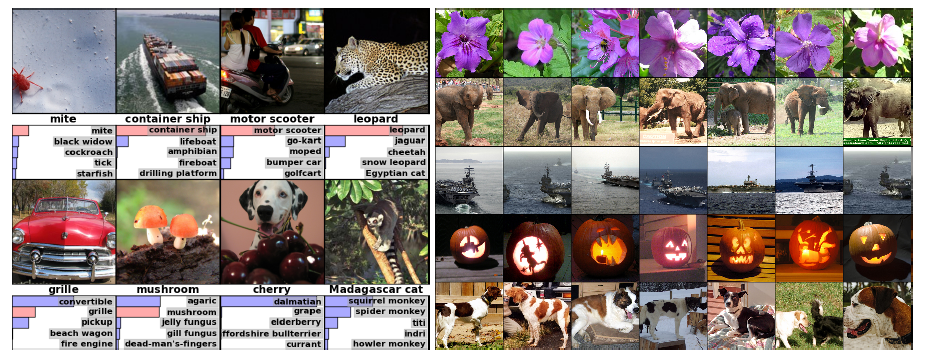 mite
container ship
motor scooter
leopard
mite
black widow
cockroach
tick
starfish
container ship
lifeboat
amphibian
fireboat
drilling platform
motor scooter
go-kart
moped
bumper car
golfcart
leopard
jaguar
cheetah
snow leopard
Egyptian cat
grille
mushroom
cherry
Madagascar cat
convertible
grille
pickup
beach wagon
fire engine
agaric
mushroom
jelly fungus
gill fungus
dead-man's-fingers
dalmatian
grape
elderberry
ffordshire bullterrier
currant
squirrel monkey
spider monkey
titi
indri
howler monkey